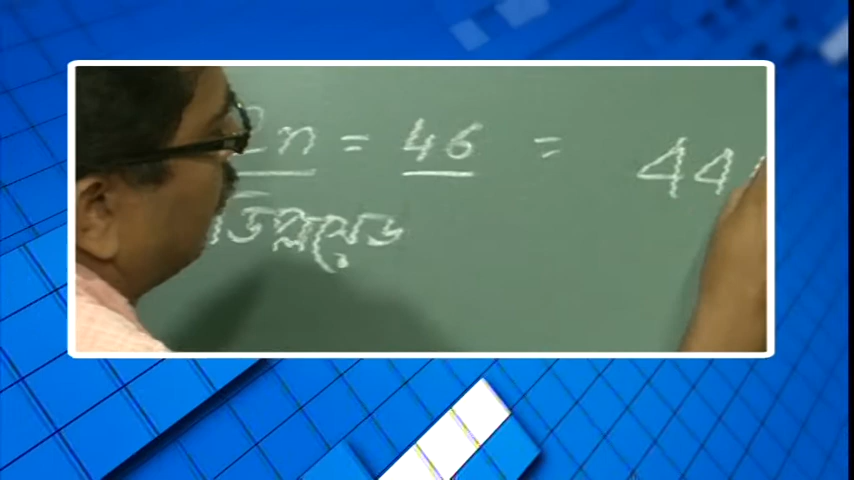 2n = 46 = 44
ডিপ্লয়েড